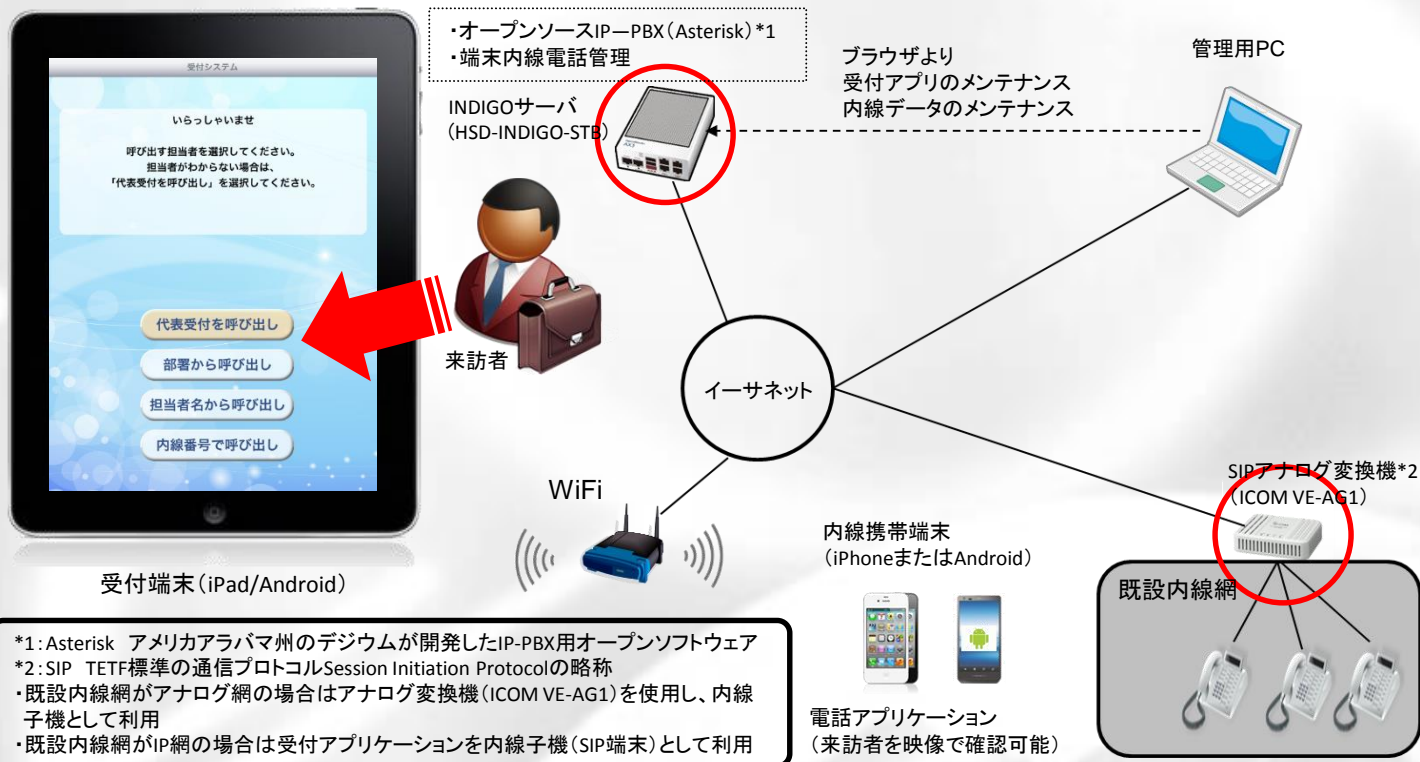 受付システム
いらっしゃいませ
呼び出す担当者を選択してください。
担当者がわからない場合は、
「代表受付を呼び出し」を選択してください。
代表受付を呼び出し
部署から呼び出し
担当者名から呼び出し
内線番号で呼び出し
受付端末（iPad/Android）
・オープンソースIP―PBX（Asterisk）*1
・端末内線電話管理
INDIGOサーバ
（HSD-INDIGO-STB）
来訪者
ブラウザより
受付アプリのメンテナンス
内線データのメンテナンス
管理用PC
イーサネット
WiFi
内線携帯端末
（iPhoneまたはAndroid）
電話アプリケーション
（来訪者を映像で確認可能）
SIPアナログ変換機*2
（ICOM VE-AG1）
既設内線網
*1：Asterisk　アメリカアラバマ州のデジウムが開発したIP-PBX用オープンソフトウェア
*2：SIP　TETF標準の通信プロトコルSession Initiation Protocolの略称
・既設内線網がアナログ網の場合はアナログ変換機（ICOM VE-AG1）を使用し、内線
子機として利用
・既設内線網がIP網の場合は受付アプリケーションを内線子機（SIP端末）として利用